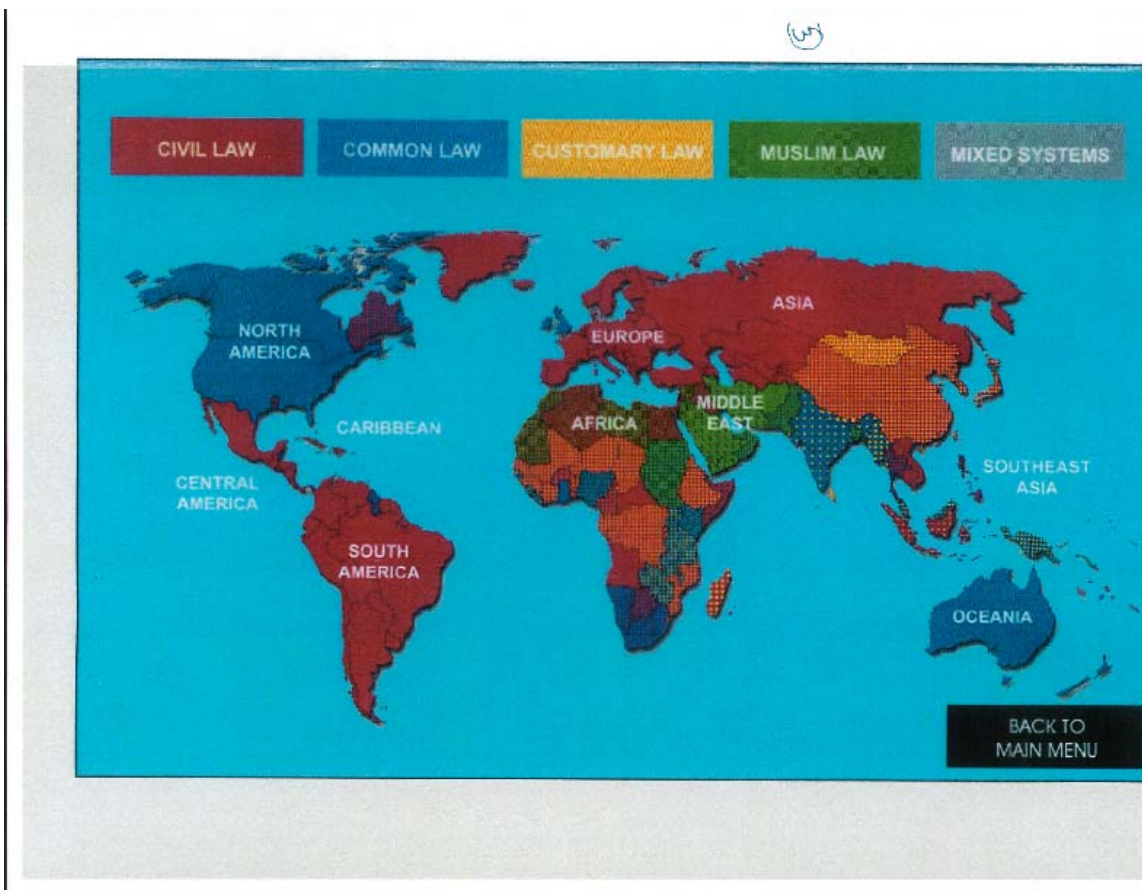 CIVIL LAW
COMMON LAW
CUSTOMARY LAW
MUSLIM LAW
MIXED SYSTEMS
NORTH
AMERICA
ASIA
EUROPE
CARIBBEAN
AFRICA
MIDDLE
EAST
CENTRAL
AMERICA
SOUTHEAST
ASIA
SOUTH
AMERICA
OCEANIA
BACK TO
MAIN MENU